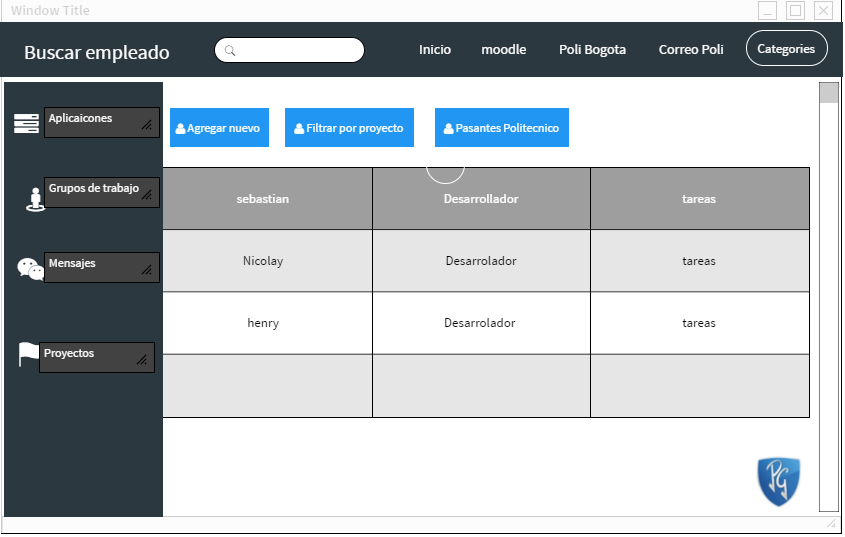 Window Title
Buscar empleado
Inicio
moodle
Poli Bogota
Correo Poli
Categories
Aplicaicones
Grupos de trabajo
Mensajes
Proyectos
Agregar nuevo
Filtrar por proyecto
Pasantes Politecnico
sebastian Desarrollador tareas
Nicolay Desarrolador tareas
henry Desarrolador tareas
PG